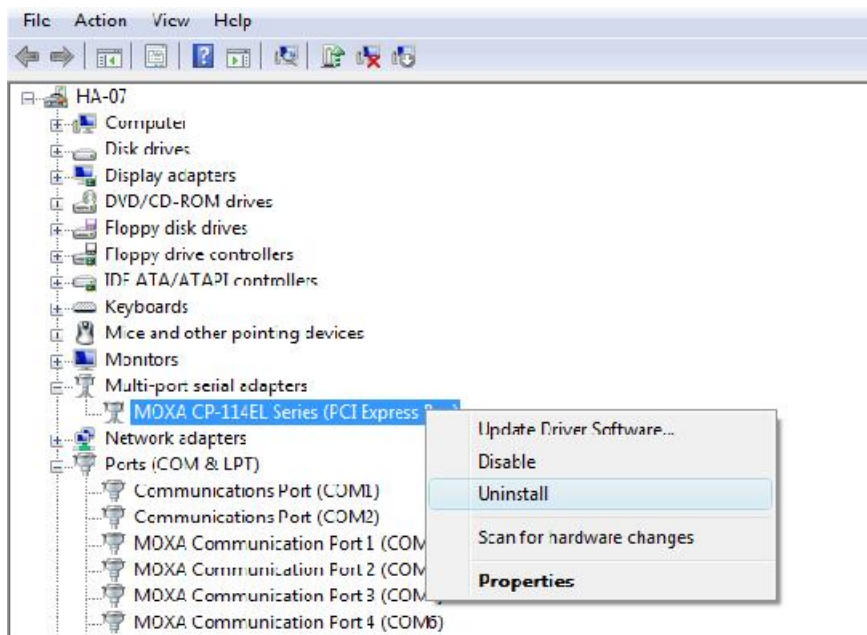 File Action View Help
HA-07
Computer
Disk drives
Display adapters
DVD/CD-ROM drives
Floppy disk drives
Floppy drive controllers
IDE ATA/ATAPI controllers
Keyboards
Mice and other pointing devices
Monitors
Multi-port serial adapters
MOXA CP-114EL Series (PCI Express
Network adapters
Ports (COM & LPT)
Communications Port (COM1)
Communications Port (COM2)
MOXA Communication Port 1 (COM
MOXA Communication Port 2 (COM
MOXA Communication Port 3 (COM
MOXA Communication Port 4 (COM6)
Update Driver Software...
Disable
Uninstall
Scan for hardware changes
Properties